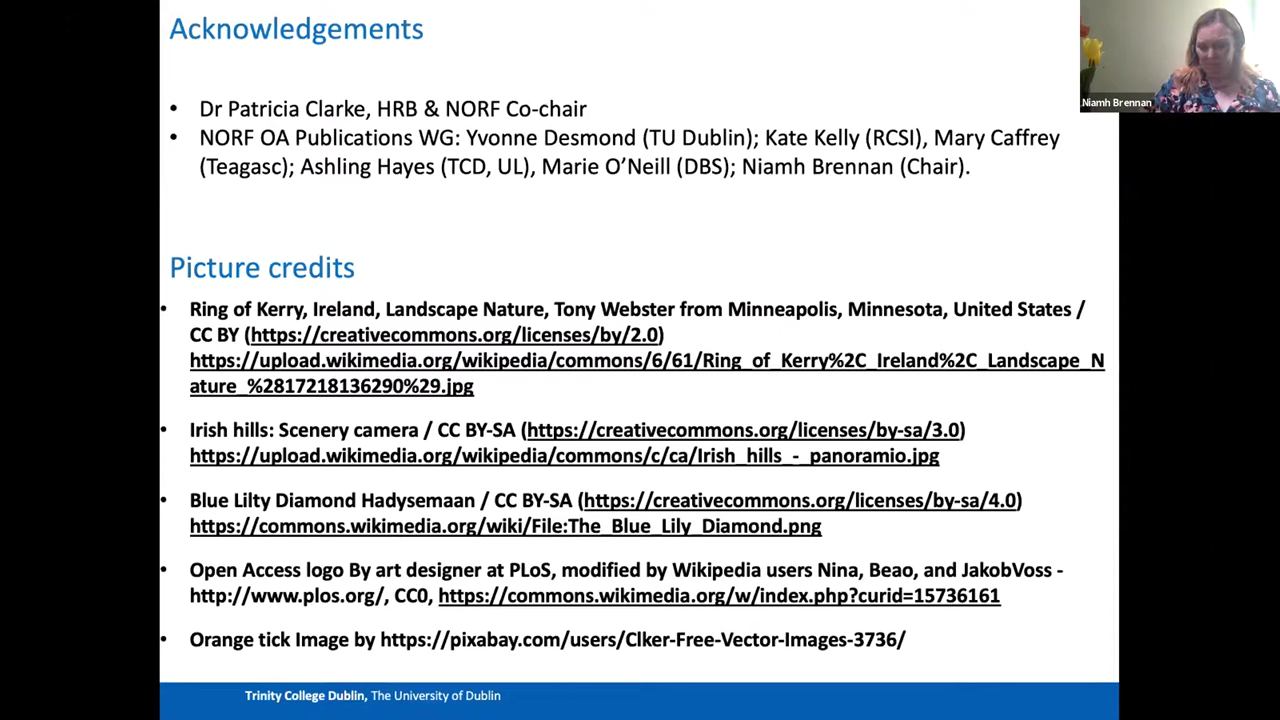 Acknowledgements
Niamh Brennan
• Dr Patricia Clarke, HRB & NORF Co-chair
• NORF OA Publications WG: Yvonne Desmond (TU Dublin); Kate Kelly (RCSI), Mary Caffrey
(Teagasc); Ashling Hayes (TCD, UL), Marie O’Neill (DBS); Niamh Brennan (Chair).
Picture credits
• Ring of Kerry, Ireland, Landscape Nature, Tony Webster from Minneapolis, Minnesota, United States /
CC BY (https://creativecommons.org/licenses/by/2.0)
https://upload.wikimedia.org/wikipedia/commons/6/61/Ring_of_Kerry%2C_Ireland%2C_Landscape_N
ature_%2817218136290%29.jpg
• Irish hills: Scenery camera / CC BY-SA (https://creativecommons.org/licenses/by-sa/3.0)
https://upload.wikimedia.org/wikipedia/commons/c/ca/Irish_hills_-_panoramio.jpg
• Blue Lilty Diamond Hadysemaan / CC BY-SA (https://creativecommons.org/licenses/by-sa/4.0)
https://commons.wikimedia.org/wiki/File:The_Blue_Lily_Diamond.png
• Open Access logo By art designer at PLoS, modified by Wikipedia users Nina, Beao, and JakobVoss -
http://www.plos.org/, CC0, https://commons.wikimedia.org/w/index.php?curid=15736161
• Orange tick Image by https://pixabay.com/users/Clker-Free-Vector-Images-3736/
Trinity College Dublin, The University of Dublin